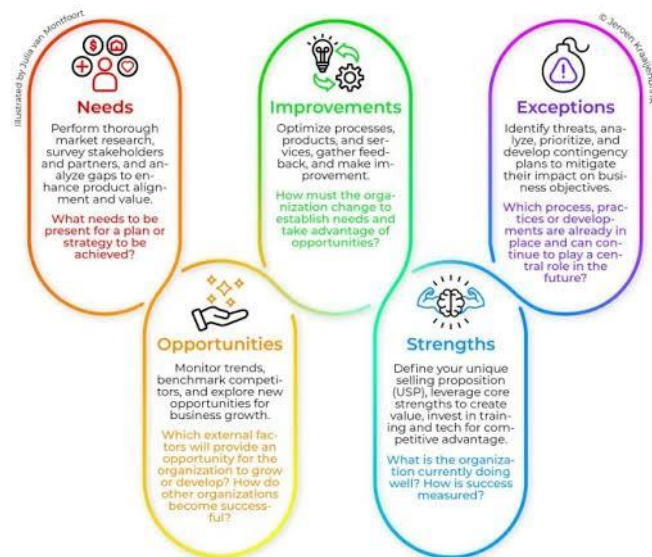 Illustrated by Julia van Montfoort
© Jeroen Kraaijenbrink
Needs
Perform thorough
market research,
survey stakeholders
and partners, and an-
alyze gaps to en-
hance product align-
ment and value.
What needs to be
present for a plan or
strategy to be
achieved?
Opportunities
Monitor trends,
benchmark competi-
tors, and explore new
opportunities for
business growth.
Which external fac-
tors will provide an
opportunity for the
organization to grow
or develop? How do
other organizations
become success-
ful?
Improvements
Optimize processes,
products, and ser-
vices, gather feed-
back, and make im-
provement.
How must the orga-
nization change to
establish needs and
take advantage of
opportunities?
Strengths
Define your unique
selling proposition
(USP), leverage core
strengths to create
value, invest in train-
ing and tech for com-
petitive advantage.
What is the organi-
zation currently doing
well? How is success
measured?
Exceptions
Identify threats, ana-
lyze, prioritize, and
develop contingency
plans to mitigate
their impact on busi-
ness objectives.
Which process, prac-
tices or develop-
ments are already in
place and can con-
tinue to play a cen-
tral role in the
future?